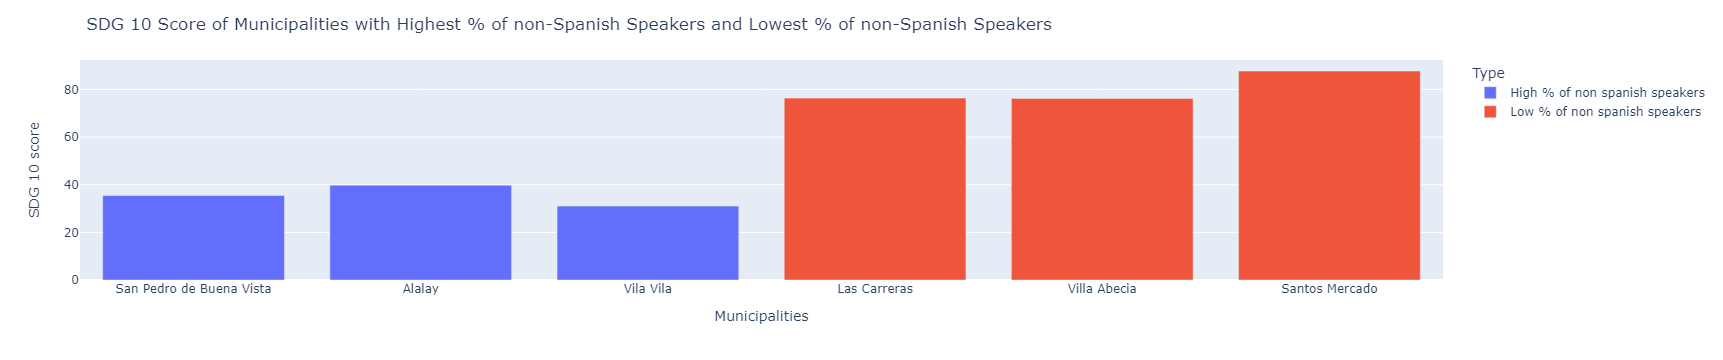 SDG 10 Score of Municipalities with Highest % of non-Spanish Speakers and Lowest % of non-Spanish Speakers
Type
High % of non spanish speakers
Low % of non spanish speakers
SDG 10 score
80
60
40
20
0
San Pedro de Buena Vista
Alalay
Vila Vila
Las Carreras
Villa Abecia
Santos Mercado
Municipalities